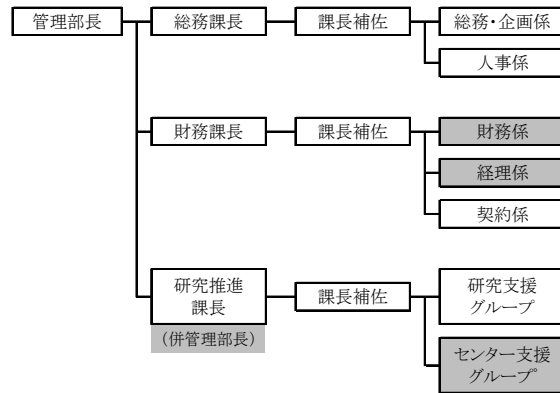 管理部長
総務課長
課長補佐
総務・企画係
人事係
財務課長
課長補佐
財務係
経理係
契約係
研究推進
課長
(併管理部長)
課長補佐
研究支援
グループ
センター支援
グループ